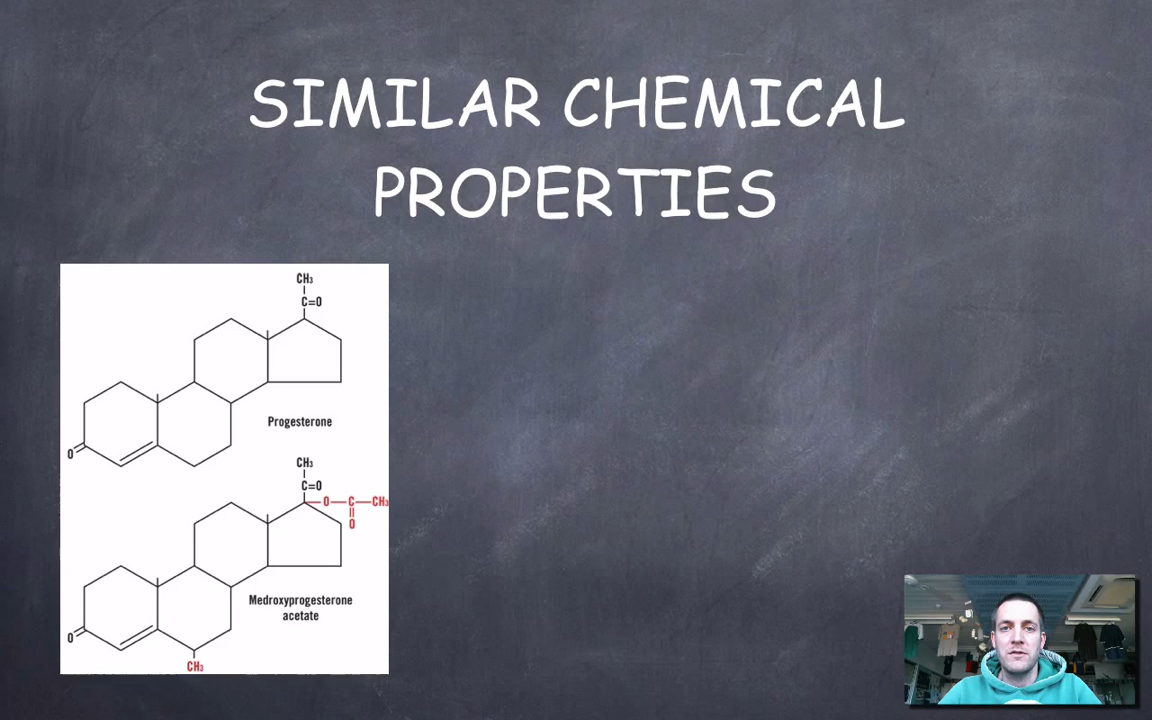 SIMILAR CHEMICAL
PROPERTIES
CH₃
C=O
O
Progesterone
CH₃
C=O
O—C—CH₃
O
O
Medroxyprogesterone
acetate
CH₃